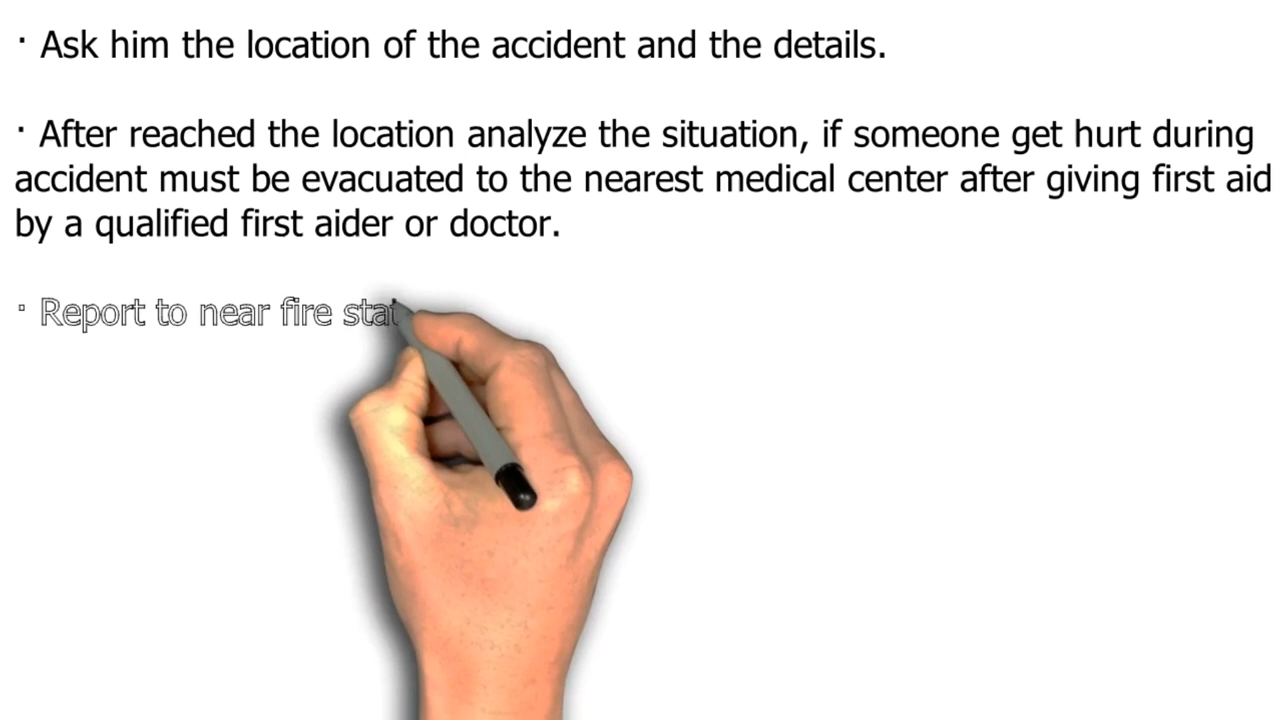 · Ask him the location of the accident and the details.
· After reached the location analyze the situation, if someone get hurt during
accident must be evacuated to the nearest medical center after giving first aid
by a qualified first aider or doctor.
· Report to near fire stat